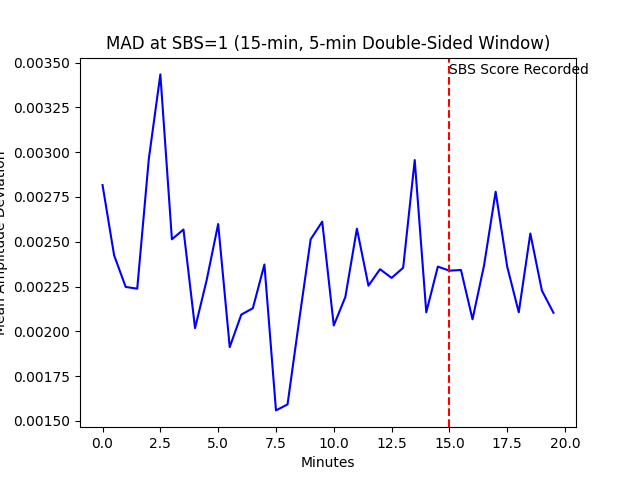 MAD at SBS=1 (15-min, 5-min Double-Sided Window)
SBS Score Recorded
0.00350
0.00325
0.00300
0.00275
0.00250
0.00225
0.00200
0.00175
0.00150
Mean Amplitude Deviation
0.0 2.5 5.0 7.5 10.0 12.5 15.0 17.5 20.0
Minutes